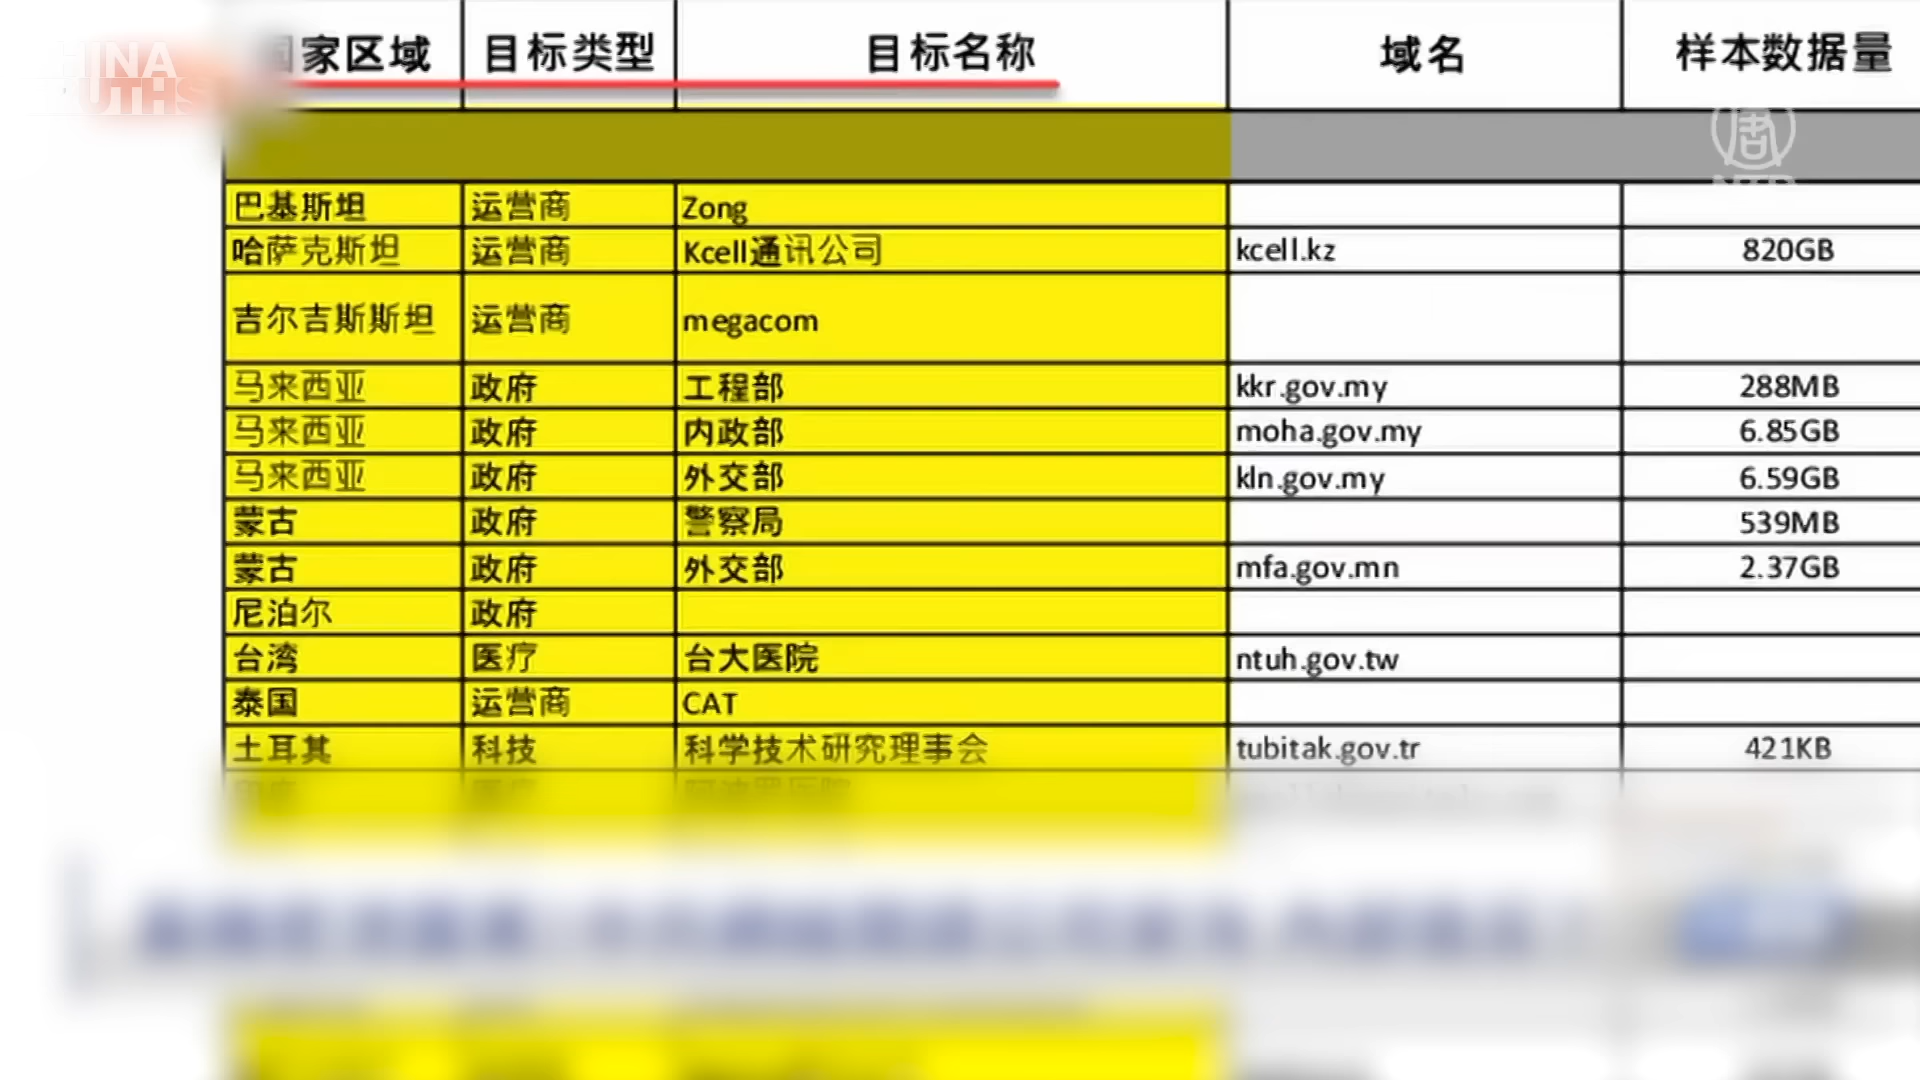 国家区域 目标类型 目标名称 域名 样本数据量
巴基斯坦 运营商 Zong
哈萨克斯坦 运营商 Kcell通讯公司 kcell.kz 820GB
吉尔吉斯斯坦 运营商 megacom
马来西亚 政府 工程部 kkr.gov.my 288MB
马来西亚 政府 内政部 moha.gov.my 6.85GB
马来西亚 政府 外交部 kln.gov.my 6.59GB
蒙古 政府 警察局 539MB
蒙古 政府 外交部 mfa.gov.mn 2.37GB
尼泊尔 政府
台湾 医疗 台大医院 ntuh.gov.tw
泰国 运营商 CAT
土耳其 科技 科学技术研究理事会 tubitak.gov.tr 421KB